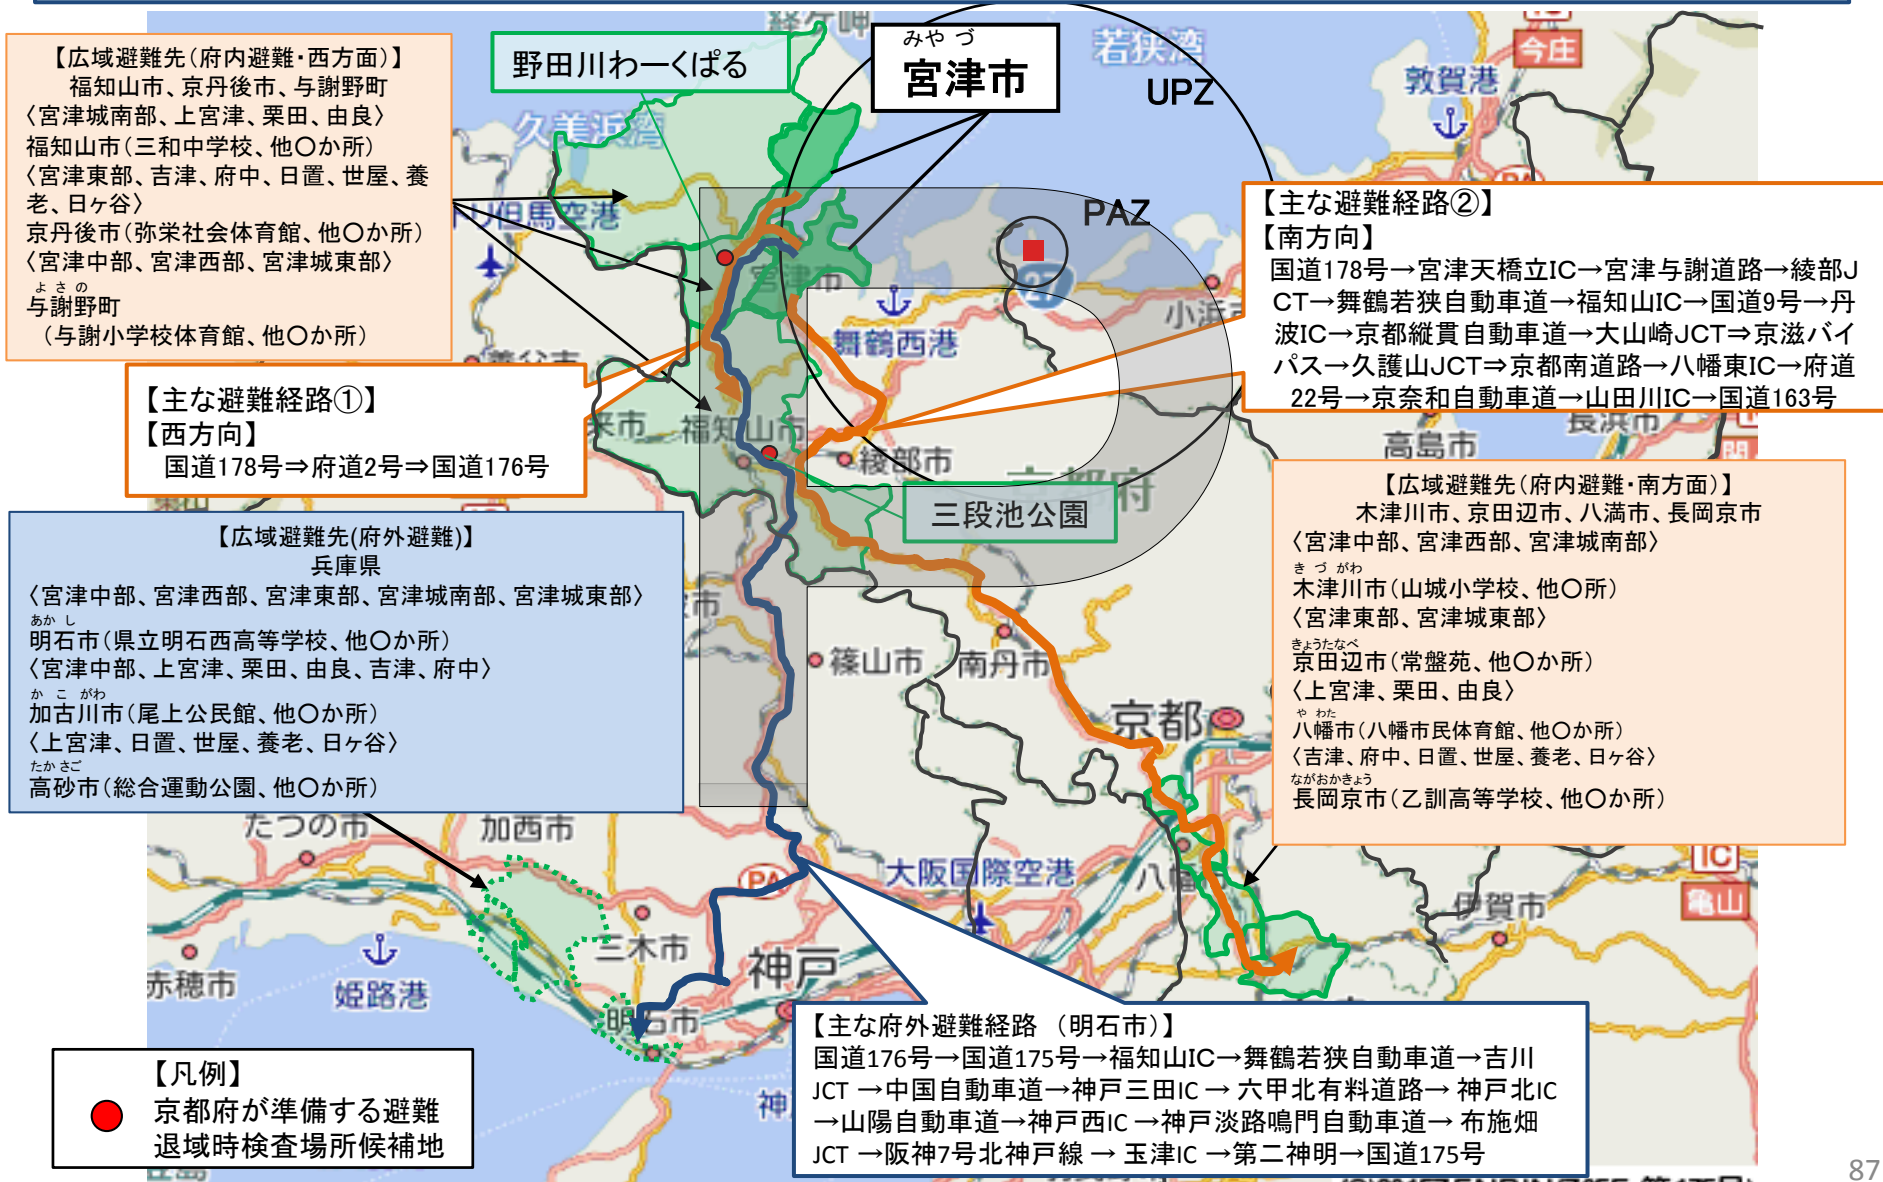 【広域避難先(府内避難・西方面)】
福知山市、京丹後市、与謝野町
〈宮津城南部、上宮津、栗田、由良〉
福知山市(三和中学校、他〇か所)
〈宮津東部、吉津、府中、日置、世屋、養
老、日ヶ谷〉
京丹後市(弥栄社会体育館、他〇か所)
〈宮津中部、宮津西部、宮津城東部〉
よさの
与謝野町
(与謝小学校体育館、他〇か所)
野田川わーくぱる
みやづ
宮津市
若狭湾
UPZ
PAZ
今庄
敦賀港
久美浜湾
但馬空港
宮津市
舞鶴西港
27
小浜市
【主な避難経路②】
【南方向】
国道178号→宮津天橋立IC→宮津与謝道路→綾部J
CT→舞鶴若狭自動車道→福知山IC→国道9号→丹
波IC→京都縦貫自動車道→大山崎JCT⇒京滋バイ
パス→久護山JCT⇒京都南道路→八幡東IC→府道
22号→京奈和自動車道→山田川IC→国道163号
【主な避難経路①】
【西方向】
国道178号⇒府道2号⇒国道176号
来市
福知山市
綾部市
京都府
三段池公園
高島市
長浜市
【広域避難先(府外避難)】
兵庫県
〈宮津中部、宮津西部、宮津東部、宮津城南部、宮津城東部〉
あかし
明石市(県立明石西高等学校、他〇か所)
〈宮津中部、上宮津、栗田、由良、吉津、府中〉
かこがわ
加古川市(尾上公民館、他〇か所)
〈上宮津、日置、世屋、養老、日ヶ谷〉
たかさご
高砂市(総合運動公園、他〇か所)
【広域避難先(府内避難・南方面)】
木津川市、京田辺市、八満市、長岡京市
〈宮津中部、宮津西部、宮津城南部〉
きづがわ
木津川市(山城小学校、他〇所)
〈宮津東部、宮津城東部〉
きょうたなべ
京田辺市(常盤苑、他〇か所)
〈上宮津、栗田、由良〉
やわた
八幡市(八幡市民体育館、他〇か所)
〈吉津、府中、日置、世屋、養老、日ヶ谷〉
ながおかきょう
長岡京市(乙訓高等学校、他〇か所)
篠山市
南丹市
京都
たつの市
加西市
PA
大阪国際空港
八幡
IC
亀山
伊賀市
三木市
神戸
赤穂市
姫路港
明石市
【主な府外避難経路 (明石市)】
国道176号→国道175号→福知山IC→舞鶴若狭自動車道→吉川
JCT →中国自動車道→神戸三田IC → 六甲北有料道路→ 神戸北IC
→山陽自動車道→神戸西IC →神戸淡路鳴門自動車道→ 布施畑
JCT →阪神7号北神戸線 → 玉津IC →第二神明→国道175号
【凡例】
京都府が準備する避難
退域時検査場所候補地
87